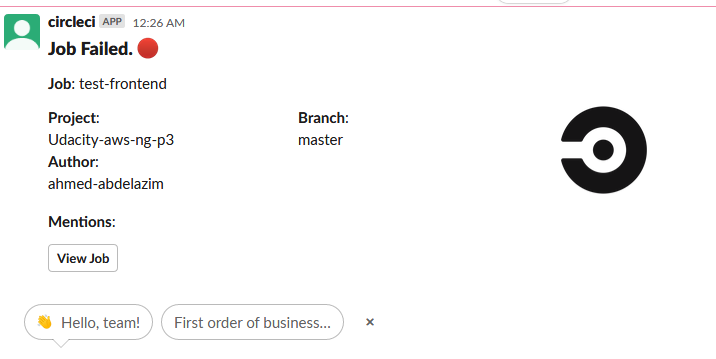 circleci APP 12:26 AM
Job Failed.
Job: test-frontend
Project:
Udacity-aws-ng-p3
Branch:
master
Author:
ahmed-abdelazim
Mentions:
View Job
Hello, team!
First order of business...
×